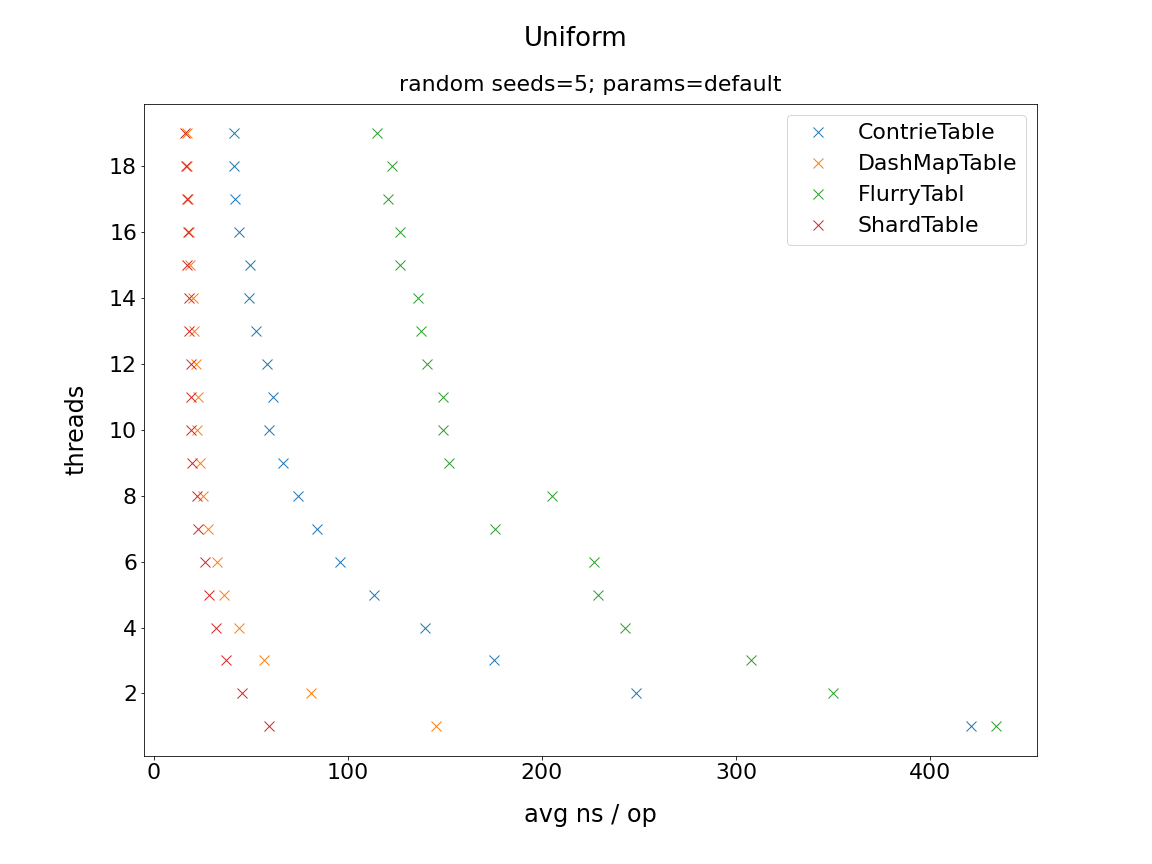 Uniform
random seeds=5; params=default
ContrieTable
DashMapTable
FlurryTabl
ShardTable
18
16
14
12
10
8
6
4
2
threads
0 100 200 300 400
avg ns / op